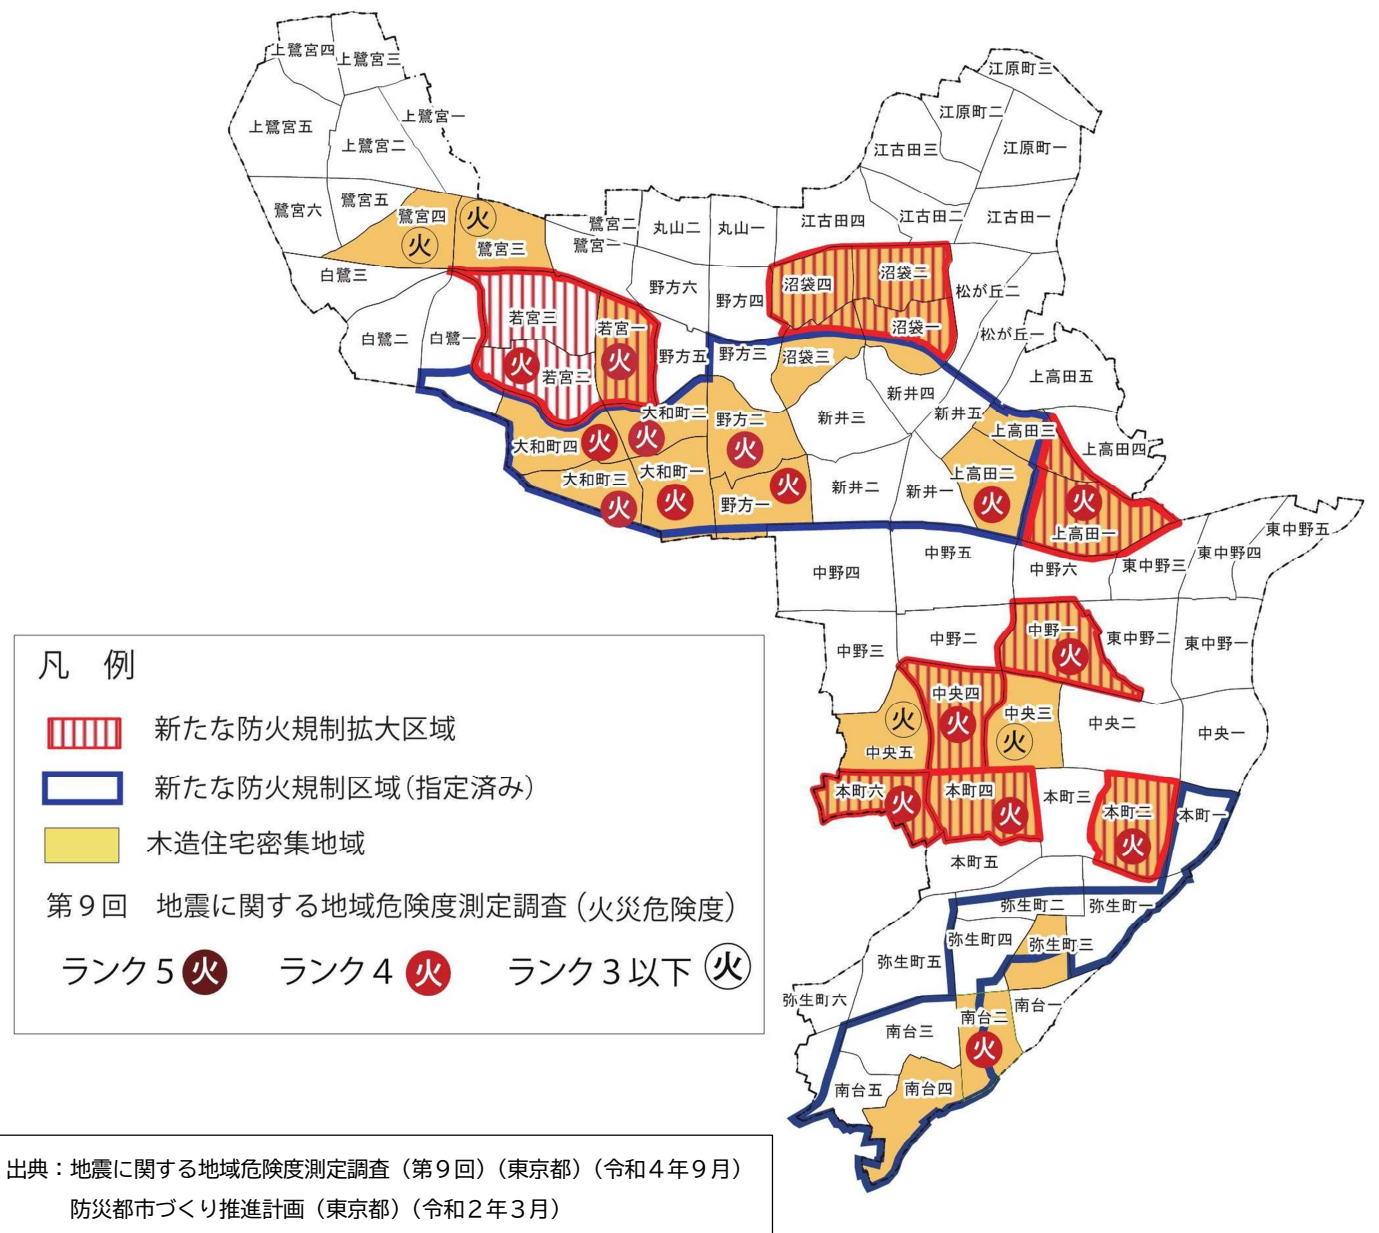 上鷺宮四
上鷺宮三
上鷺宮五
上鷺宮一
上鷺宮二
江原町三
江原町二
江古田三
江原町一
鷺宮六
鷺宮五
鷺宮四
火
火
鷺宮三
鷺宮二
鷺宮一
丸山二
丸山一
江古田四
江古田二
江古田一
白鷺三
野方六
野方四
沼袋四
沼袋二
松が丘二
若宮三
若宮一
沼袋一
白鷺二
白鷺一
火
若宮二
火
野方五
野方三
沼袋三
松が丘一
上高田五
新井四
大和町二
火
野方二
火
新井三
新井五
上高田三
上高田四
大和町四
火
大和町三
火
大和町一
火
野方一
火
新井二
新井一
上高田二
火
火
上高田一
東中野五
東中野四
東中野三
中野五
中野四
中野六
中野三
中野二
中野一
火
東中野二
東中野一
中央四
火
火
中央五
中央三
火
中央二
中央一
本町六
火
本町四
火
本町三
本町二
火
本町一
本町五
弥生町二
弥生町一
弥生町四
弥生町三
弥生町五
弥生町六
南台二
火
南台一
南台三
南台五
南台四
凡 例
新たな防火規制拡大区域
新たな防火規制区域(指定済み)
木造住宅密集地域
第9回 地震に関する地域危険度測定調査(火災危険度)
ランク5 火 ランク4 火 ランク3以下 火
出典：地震に関する地域危険度測定調査（第９回）（東京都）（令和４年９月）
防災都市づくり推進計画（東京都）（令和２年３月）